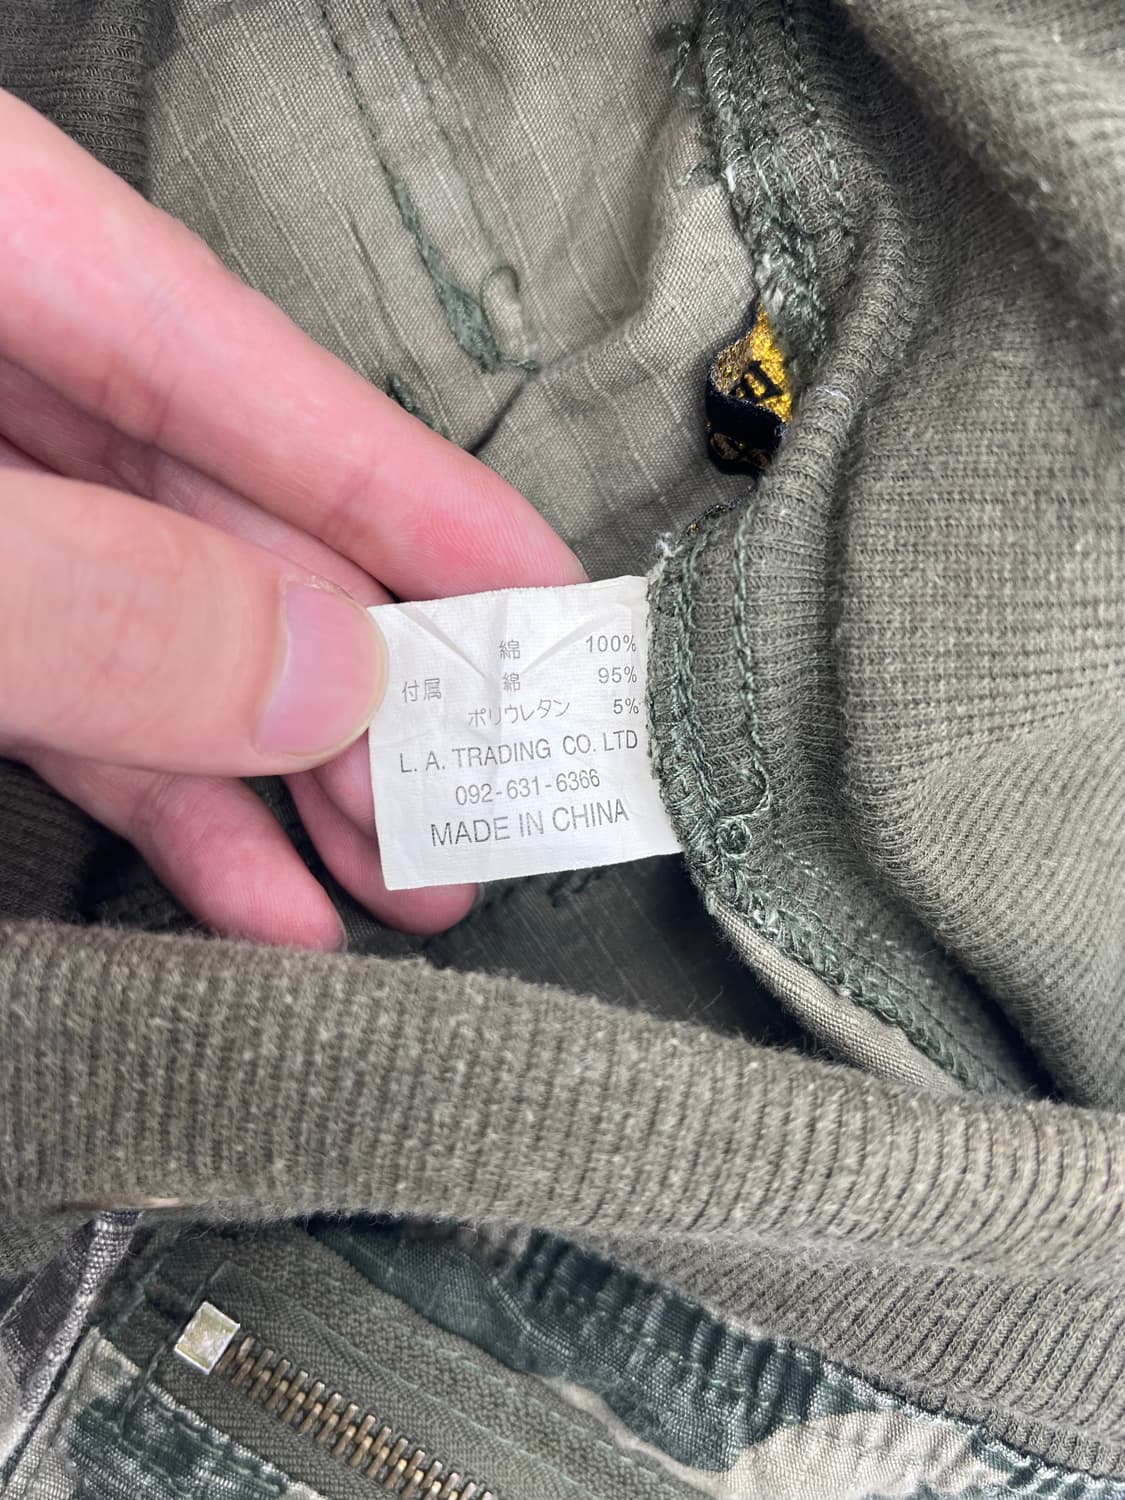 綿 100%
付属 綿 95%
ポリウレタン 5%
L. A. TRADING CO. LTD
092-631-6366
MADE IN CHINA